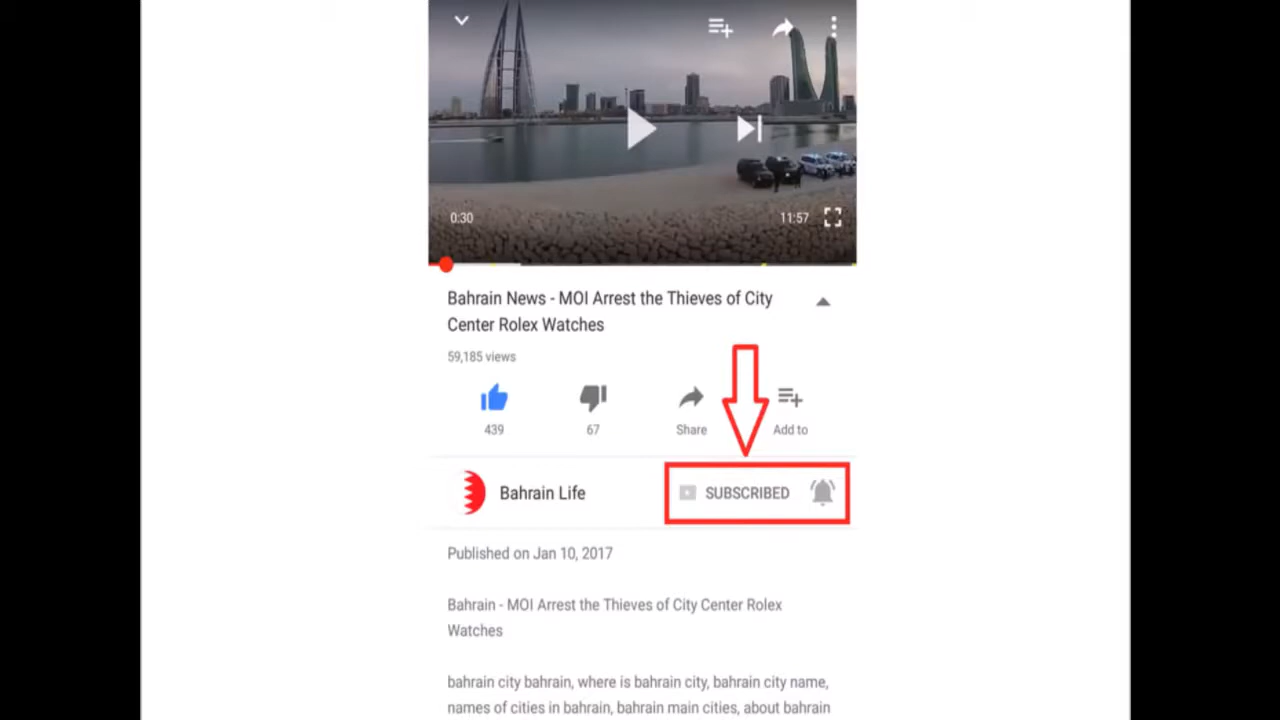 0:30
11:57
Bahrain News - MOI Arrest the Thieves of City
Center Rolex Watches
59,185 views
439
67
Share
Add to
Bahrain Life
SUBSCRIBED
Published on Jan 10, 2017
Bahrain - MOI Arrest the Thieves of City Center Rolex
Watches
bahrain city bahrain, where is bahrain city, bahrain city name,
names of cities in bahrain, bahrain main cities, about bahrain